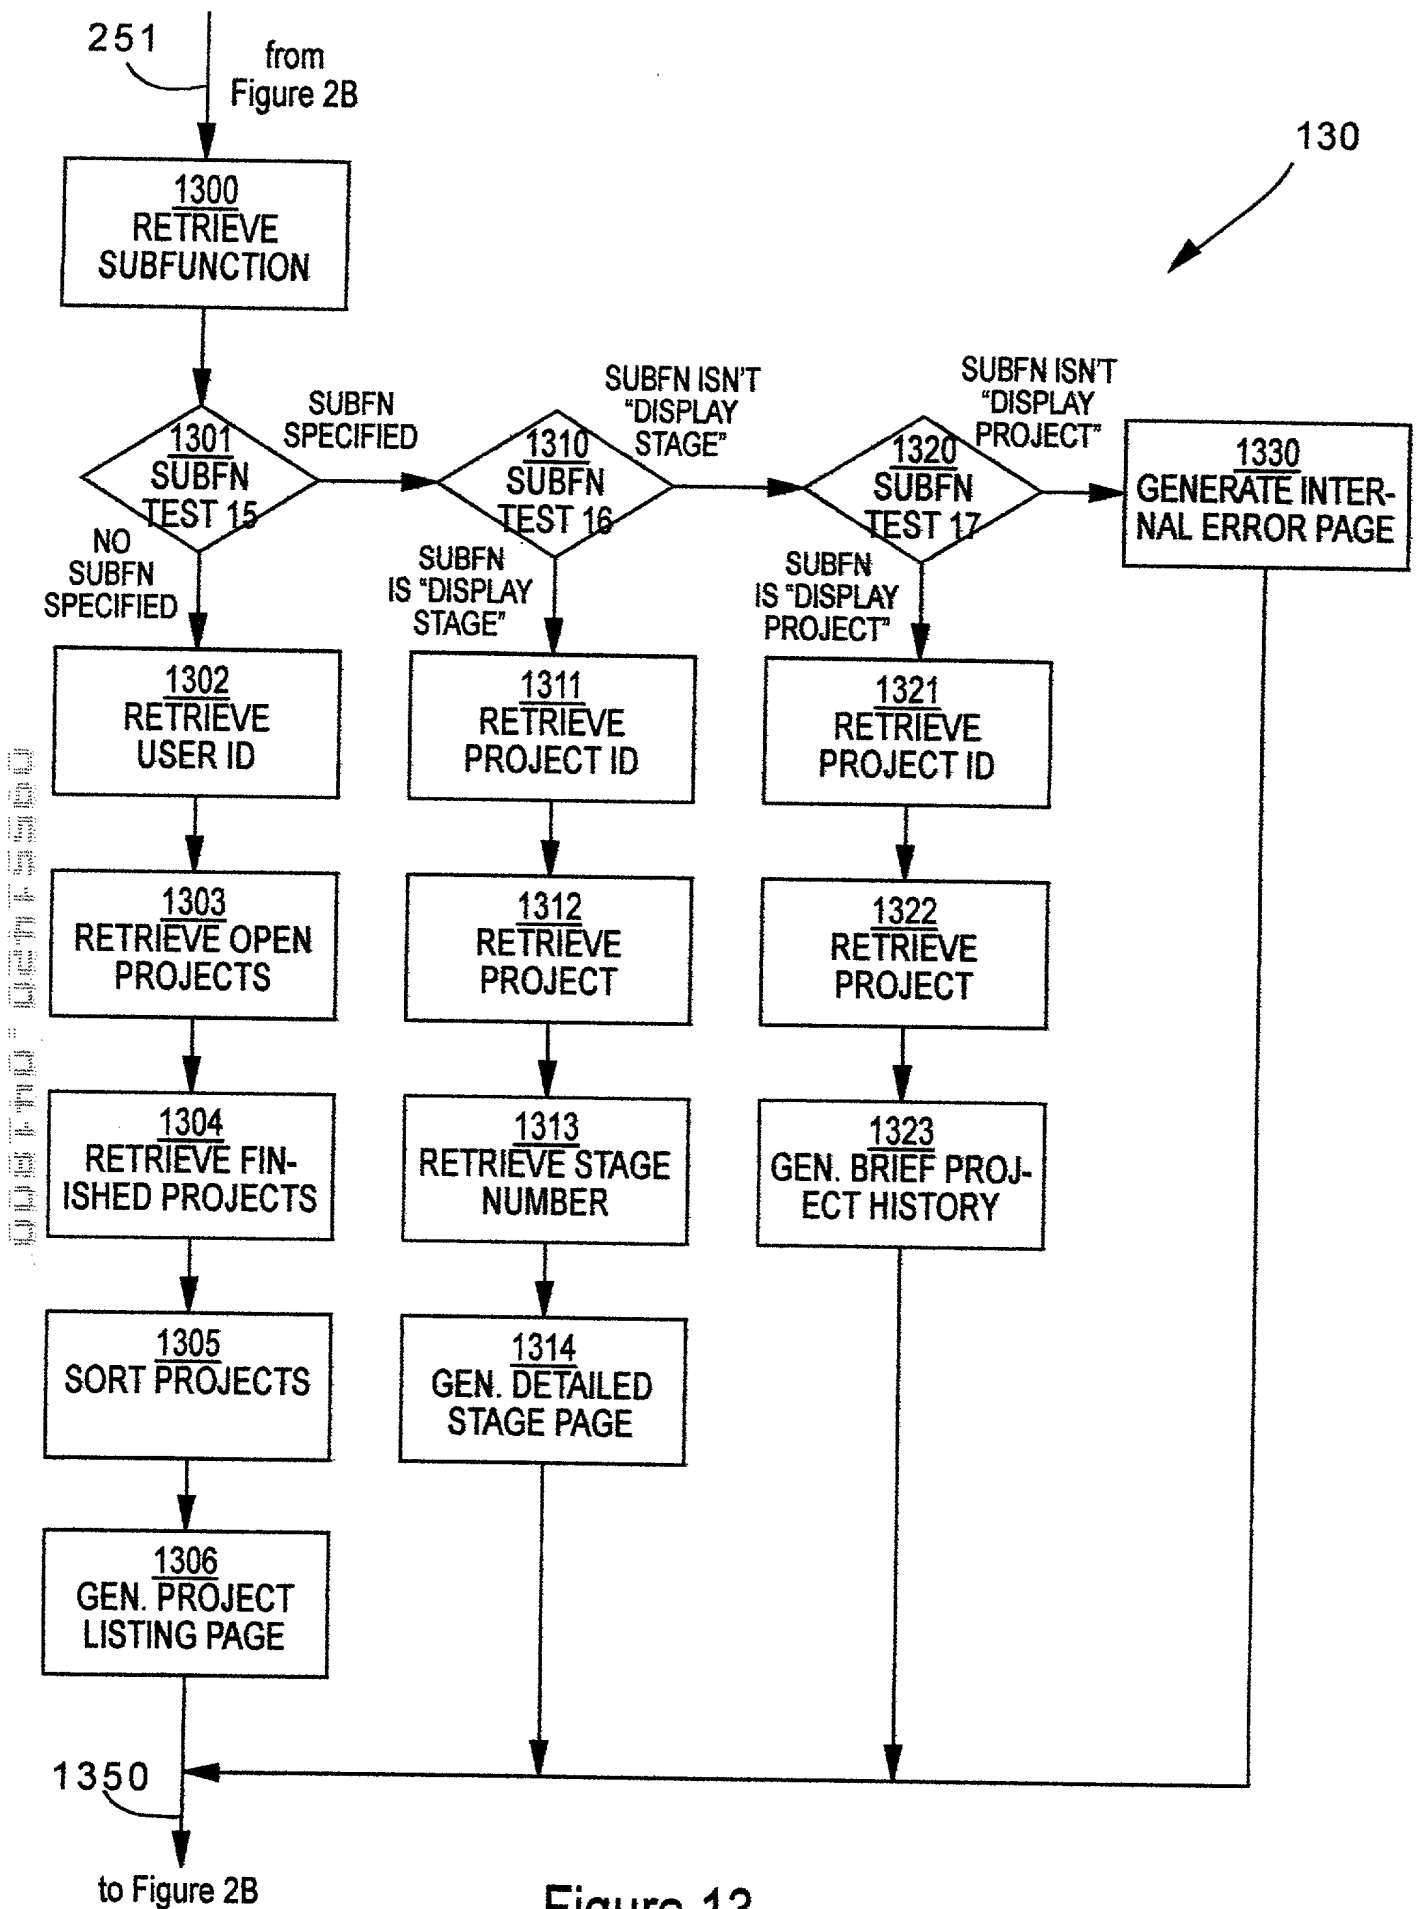 251
from
Figure 2B
130
1300
RETRIEVE
SUBFUNCTION
1301
SUBFN
TEST 15
SUBFN
SPECIFIED
1310
SUBFN
TEST 16
SUBFN ISN'T
"DISPLAY
STAGE"
1320
SUBFN
TEST 17
SUBFN ISN'T
"DISPLAY
PROJECT"
1330
GENERATE INTER-
NAL ERROR PAGE
NO
SUBFN
SPECIFIED
SUBFN
IS "DISPLAY
STAGE"
SUBFN
IS "DISPLAY
PROJECT"
1302
RETRIEVE
USER ID
1311
RETRIEVE
PROJECT ID
1321
RETRIEVE
PROJECT ID
1303
RETRIEVE OPEN
PROJECTS
1312
RETRIEVE
PROJECT
1322
RETRIEVE
PROJECT
1304
RETRIEVE FIN-
ISHED PROJECTS
1313
RETRIEVE STAGE
NUMBER
1323
GEN. BRIEF PROJ-
ECT HISTORY
1305
SORT PROJECTS
1314
GEN. DETAILED
STAGE PAGE
1306
GEN. PROJECT
LISTING PAGE
1350
to Figure 2B
Figure 13